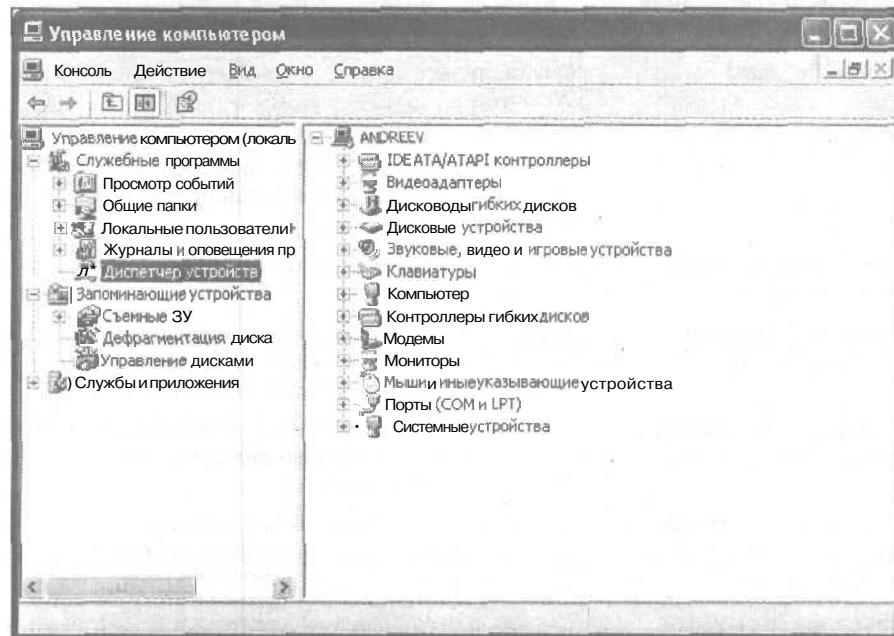 Управление компьютером
Консоль Действие Вид Окно Справка
Управление компьютером (локаль
Служебные программы
Просмотр событий
Общие папки
Локальные пользователи
Журналы и оповещения пр
Диспетчер устройств
Запоминающие устройства
Съемные ЗУ
Дефрагментация диска
Управление дисками
Службы и приложения
ANDREEV
IDE ATA/ATAPI контроллеры
Видеоадаптеры
Дисководы гибких дисков
Дисковые устройства
Звуковые, видео и игровые устройства
Клавиатуры
Компьютер
Контроллеры гибких дисков
Модемы
Мониторы
Мыши и иные указывающие устройства
Порты (COM и LPT)
Системные устройства